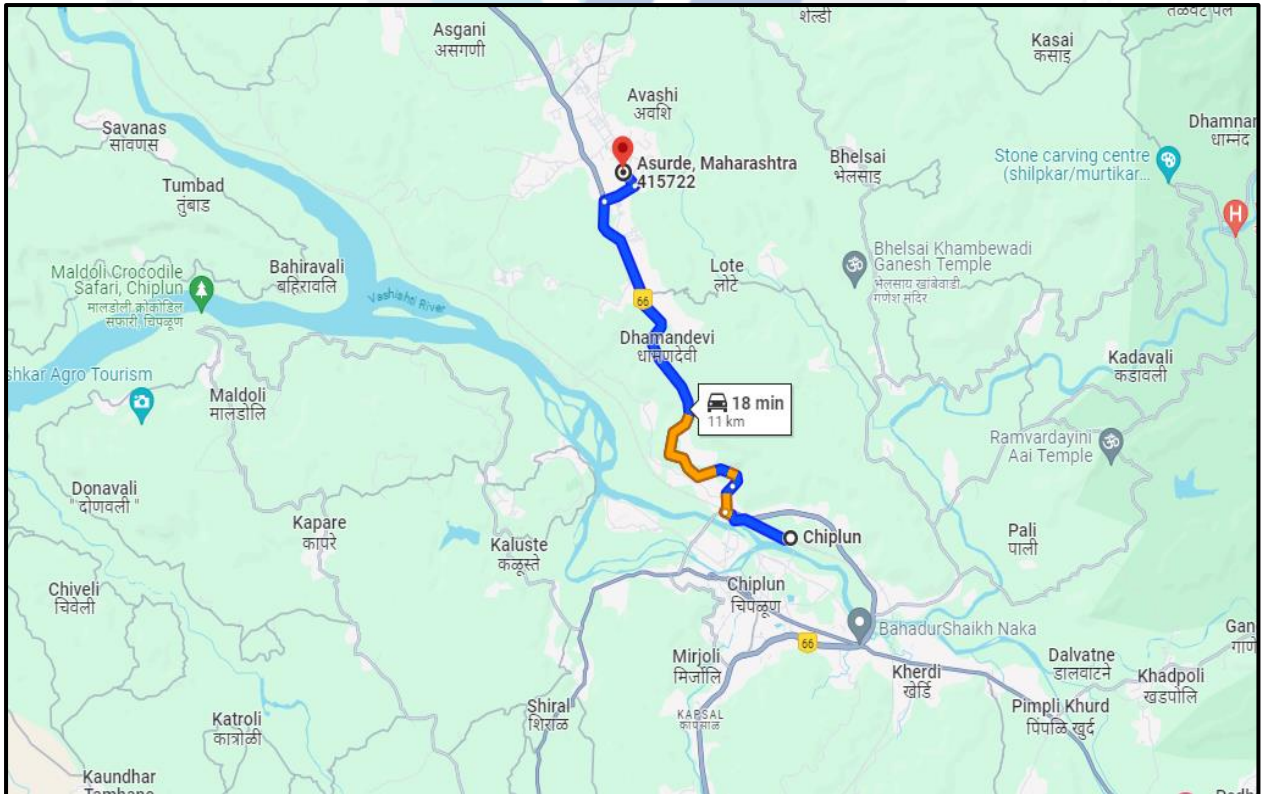 शेल्डी
Asgani
असगणी
Kasai
कसाइ
Avashi
अवशि
Savanas
सावणस
Dhamnar
धाम्नंद
Asurde, Maharashtra
415722
Bhelsai
भेलसाइ
Stone carving centre
(shilpkar/murtikar...
Tumbad
तुंबाड
H
Bhelsai Khambewadi
Ganesh Temple
भेलसाय खांबेवाडी
गणेश मंदिर
Maldoli Crocodile
Safari, Chiplun
मालडोली क्रोकोडिल
सफारी, चिपळूण
Bahiravali
बहिरावलि
Lote
लोटे
Vashishti River
66
Dhamandevi
धामणदेवी
Kadavali
कडावली
shkar Agro Tourism
Maldoli
मालडोलि
18 min
11 km
Ramvardayini
Aai Temple
Donavali
"दोणवली "
Kapare
कापरे
Kaluste
कळूस्ते
Chiplun
Pali
पाली
Chiveli
चिवेली
Chiplun
चिपळूण
BahadurShaikh Naka
66
Gan
गाणे
Mirjoli
मिर्जोलि
Kherdi
खेर्डि
Dalvatne
डालवाटने
Khadpoli
खडपोलि
Shiral
शिराळ
KAPSAL
कापसाळ
Pimpli Khurd
पिंपळि खुर्द
Katroli
कात्रोळी
Kaundhar